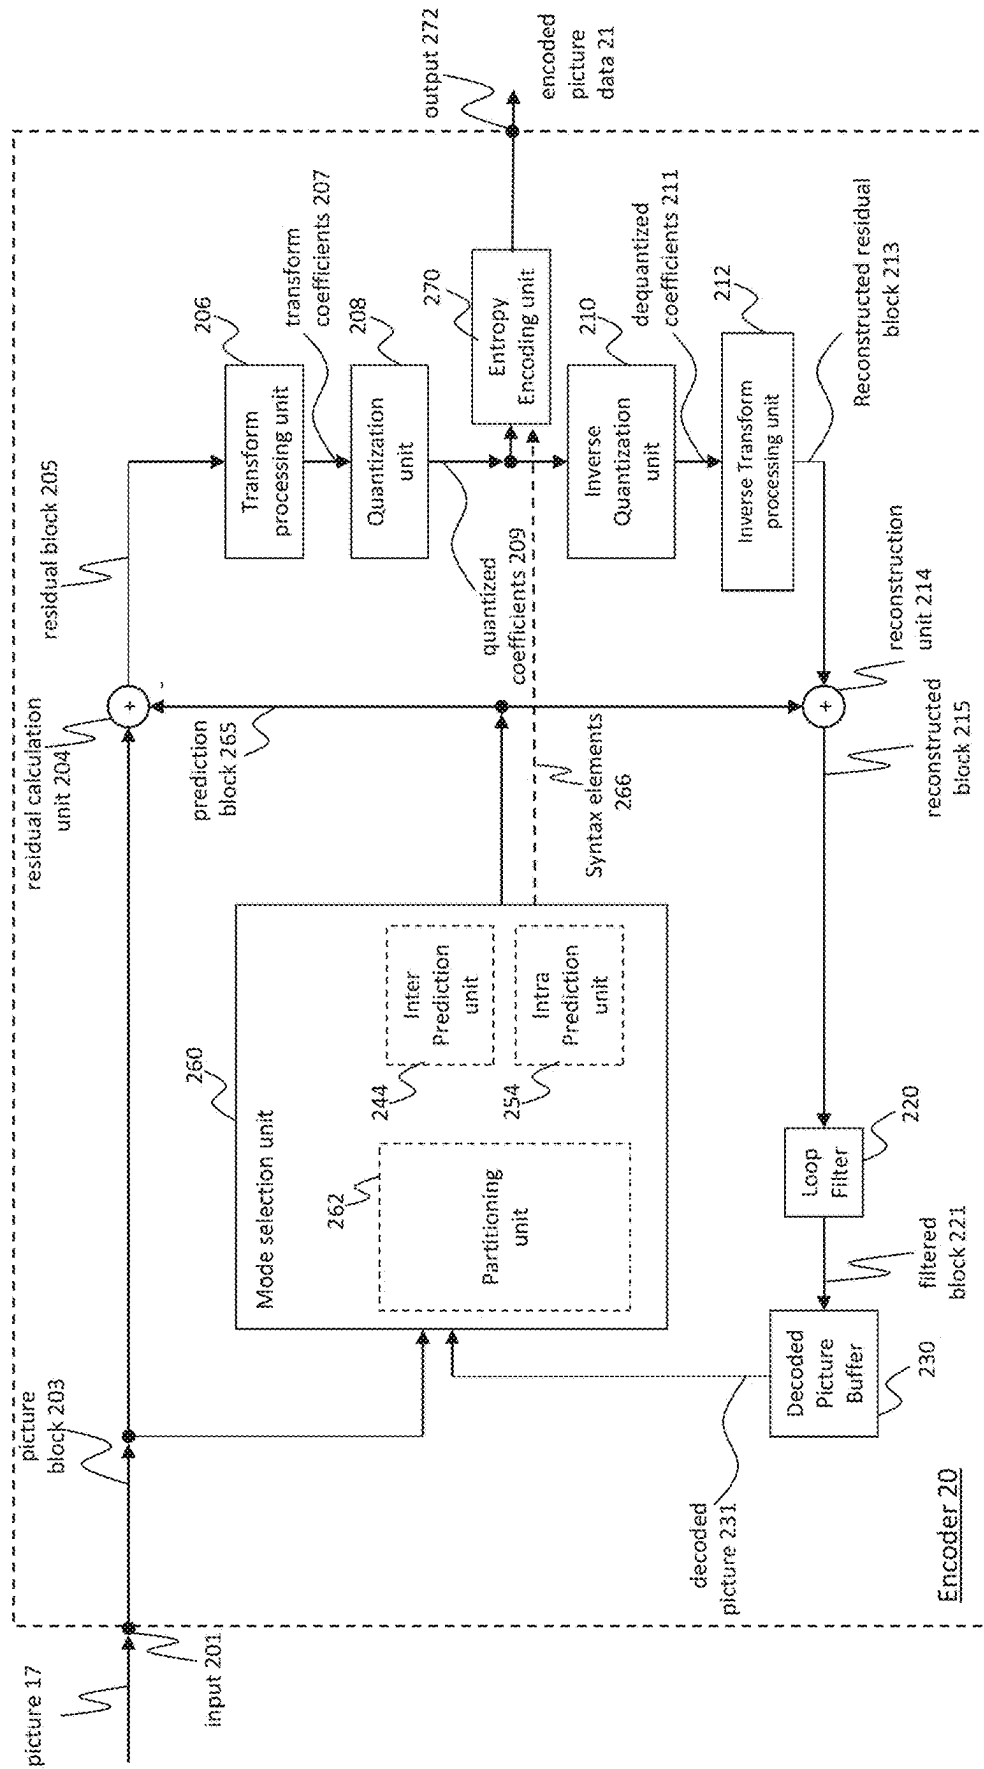 picture 17
input 201
picture
block 203
residual calculation
unit 204
residual block 205
206
Transform
processing unit
transform
coefficients 207
208
Quantization
unit
quantized
coefficients 209
270
Entropy
Encoding unit
output 272
encoded
picture
data 21
210
Inverse
Quantization
unit
dequantized
coefficients 211
212
Inverse Transform
processing unit
Reconstructed residual
block 213
reconstruction
unit 214
reconstructed
block 215
+
-
+
prediction
block 265
Syntax elements
266
260
Mode selection unit
262
Partitioning
unit
244
Inter
Prediction
unit
254
Intra
Prediction
unit
220
Loop
Filter
filtered
block 221
Decoded
Picture
Buffer
230
decoded
picture 231
Encoder 20